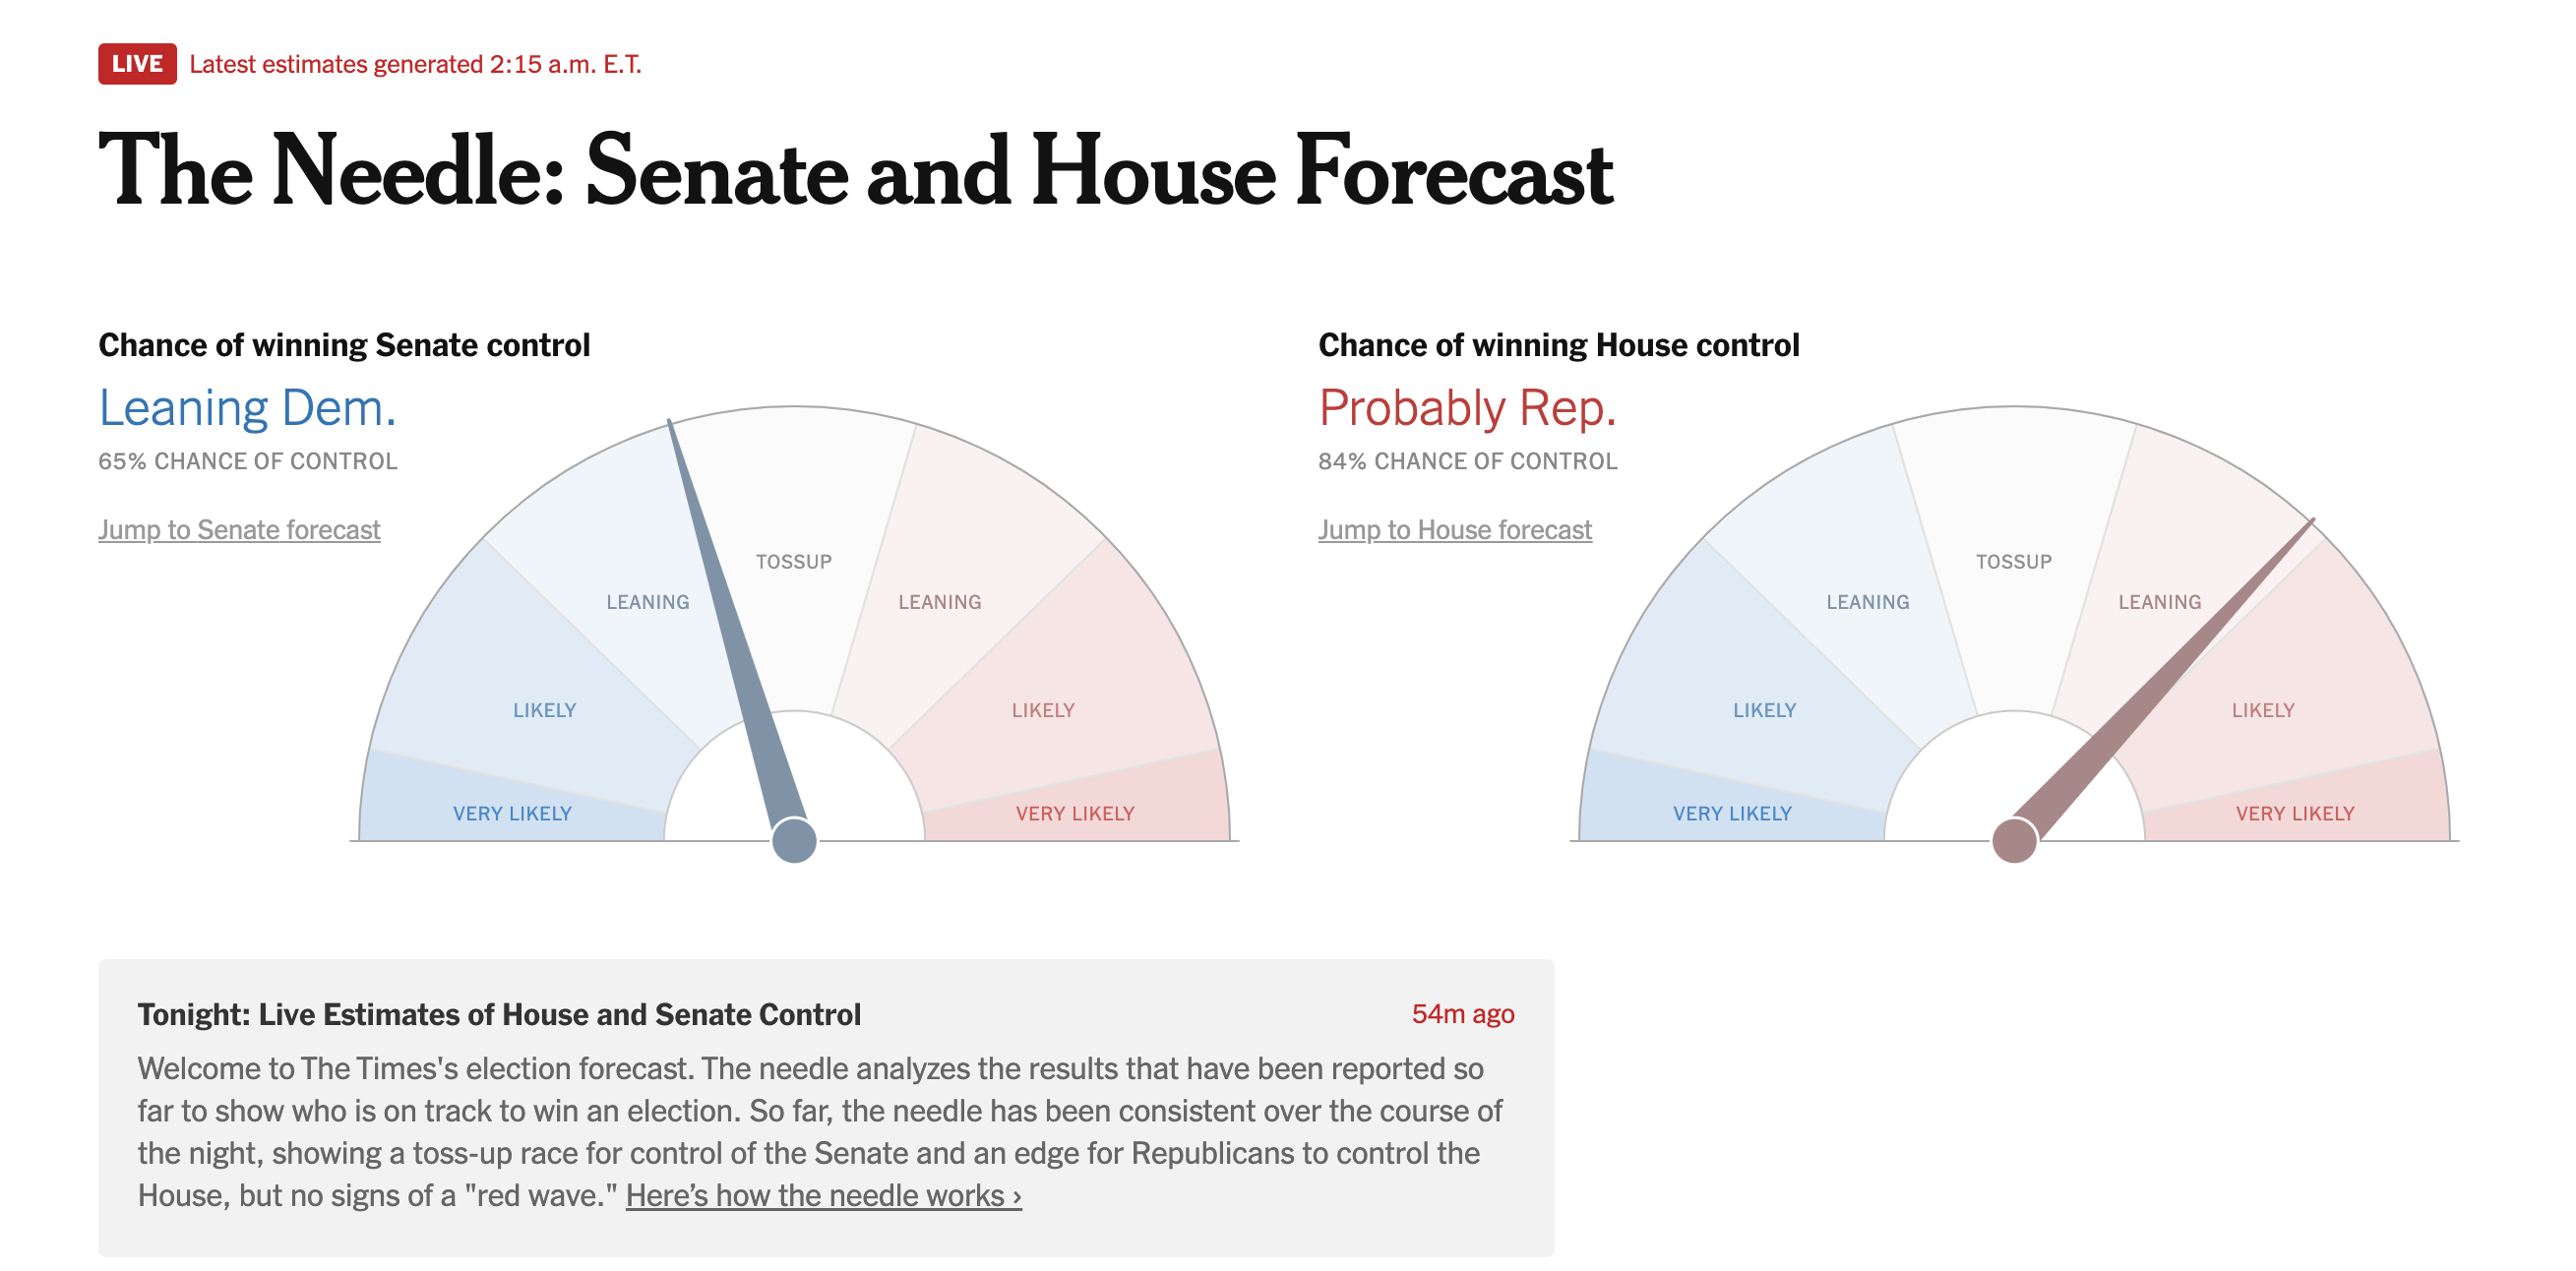 LIVE Latest estimates generated 2:15 a.m. E.T.
The Needle: Senate and House Forecast
Chance of winning Senate control
Leaning Dem.
65% CHANCE OF CONTROL
Jump to Senate forecast
TOSSUP
LEANING
LEANING
LIKELY
LIKELY
VERY LIKELY
VERY LIKELY
Chance of winning House control
Probably Rep.
84% CHANCE OF CONTROL
Jump to House forecast
TOSSUP
LEANING
LEANING
LIKELY
LIKELY
VERY LIKELY
VERY LIKELY
Tonight: Live Estimates of House and Senate Control
54m ago
Welcome to The Times's election forecast. The needle analyzes the results that have been reported so
far to show who is on track to win an election. So far, the needle has been consistent over the course of
the night, showing a toss-up race for control of the Senate and an edge for Republicans to control the
House, but no signs of a "red wave." Here’s how the needle works ›